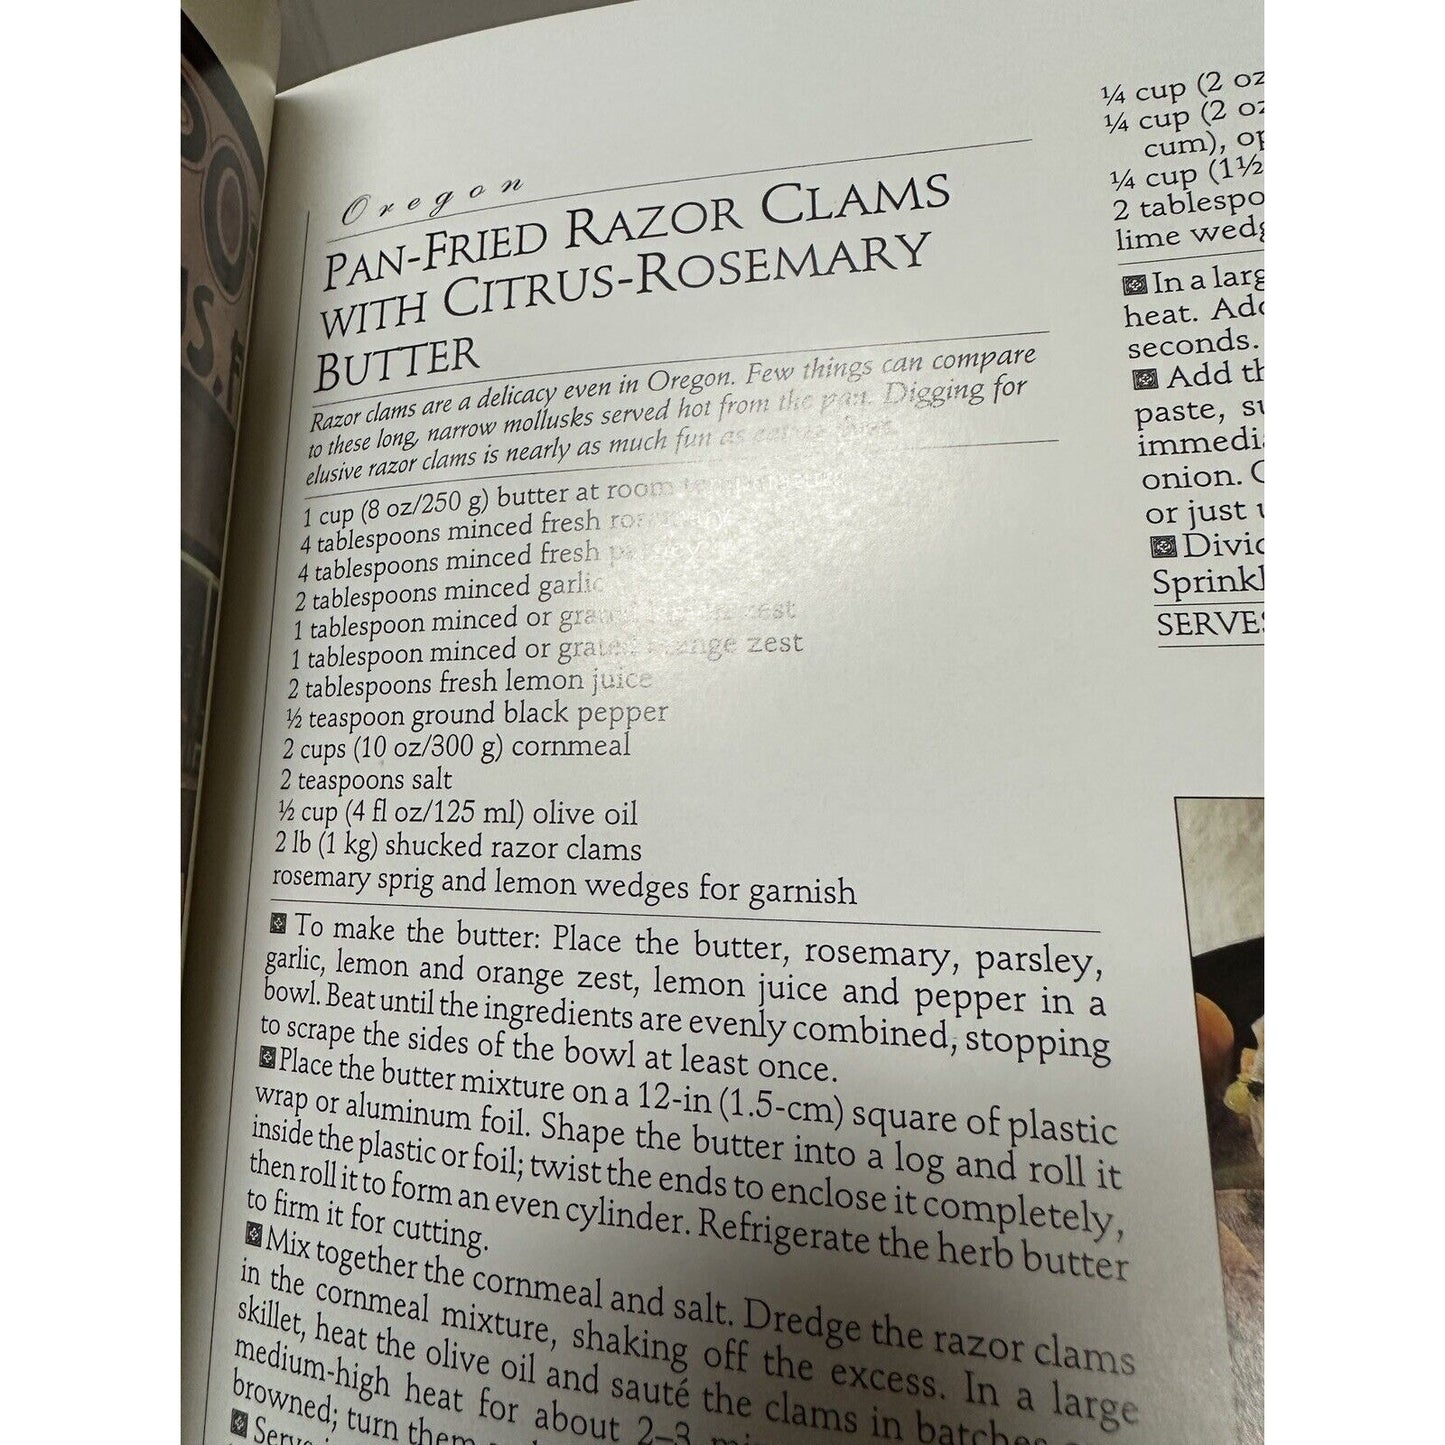 Oregon
PAN-FRIED RAZOR CLAMS
WITH CITRUS-ROSEMARY
BUTTER
Razor clams are a delicacy even in Oregon. Few things can compare
to these long, narrow mollusks served hot from the pan. Digging for
elusive razor clams is nearly as much fun as
1 cup (8 oz/250 g) butter at room temperature
4 tablespoons minced fresh rosemary
4 tablespoons minced fresh parsley
2 tablespoons minced garlic
1 tablespoon minced or grated lemon zest
1 tablespoon minced or grated orange zest
2 tablespoons fresh lemon juice
½ teaspoon ground black pepper
2 cups (10 oz/300 g) cornmeal
2 teaspoons salt
½ cup (4 fl oz/125 ml) olive oil
2 lb (1 kg) shucked razor clams
rosemary sprig and lemon wedges for garnish
To make the butter: Place the butter, rosemary, parsley,
garlic, lemon and orange zest, lemon juice and pepper in a
bowl. Beat until the ingredients are evenly combined, stopping
to scrape the sides of the bowl at least once.
Place the butter mixture on a 12-in (1.5-cm) square of plastic
wrap or aluminum foil. Shape the butter into a log and roll it
inside the plastic or foil; twist the ends to enclose it completely,
then roll it to form an even cylinder. Refrigerate the herb butter
to firm it for cutting.
Mix together the cornmeal and salt. Dredge the razor clams
in the cornmeal mixture, shaking off the excess. In a large
skillet, heat the olive oil and sauté the clams in batches
medium-high heat for about 2–3
browned; turn them
Serve
¼ cup (2 oz
¼ cup (2 oz
cum), op
¼ cup (1½
2 tablespo
lime wedg
In a larg
heat. Add
seconds.
Add th
paste, su
immedia
onion. C
or just u
Divid
Sprinkl
SERVES